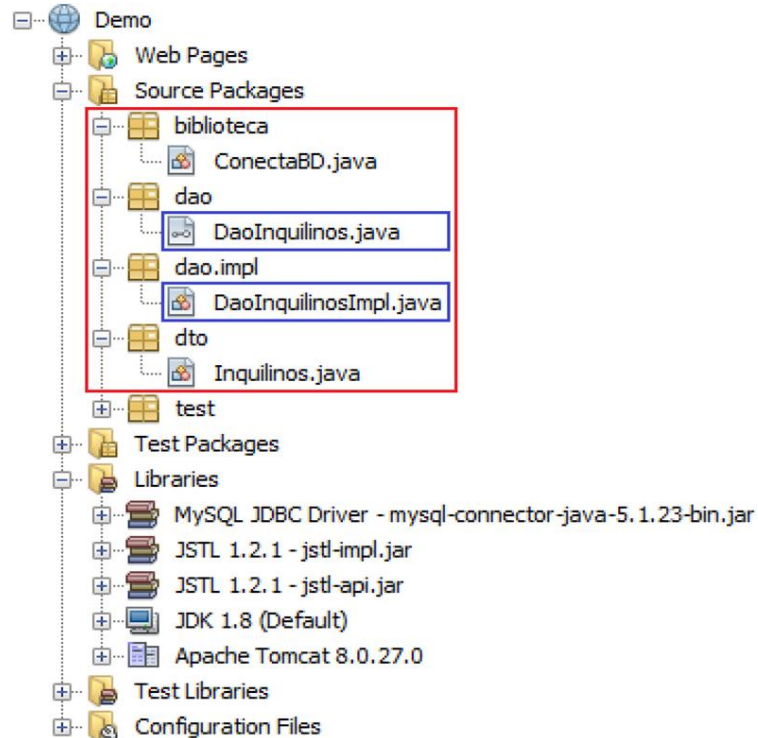 Demo
Web Pages
Source Packages
biblioteca
ConectaBD.java
dao
DaoInquilinos.java
dao.impl
DaoInquilinosImpl.java
dto
Inquilinos.java
test
Test Packages
Libraries
MySQL JDBC Driver - mysql-connector-java-5.1.23-bin.jar
JSTL 1.2.1 - jstl-impl.jar
JSTL 1.2.1 - jstl-api.jar
JDK 1.8 (Default)
Apache Tomcat 8.0.27.0
Test Libraries
Configuration Files